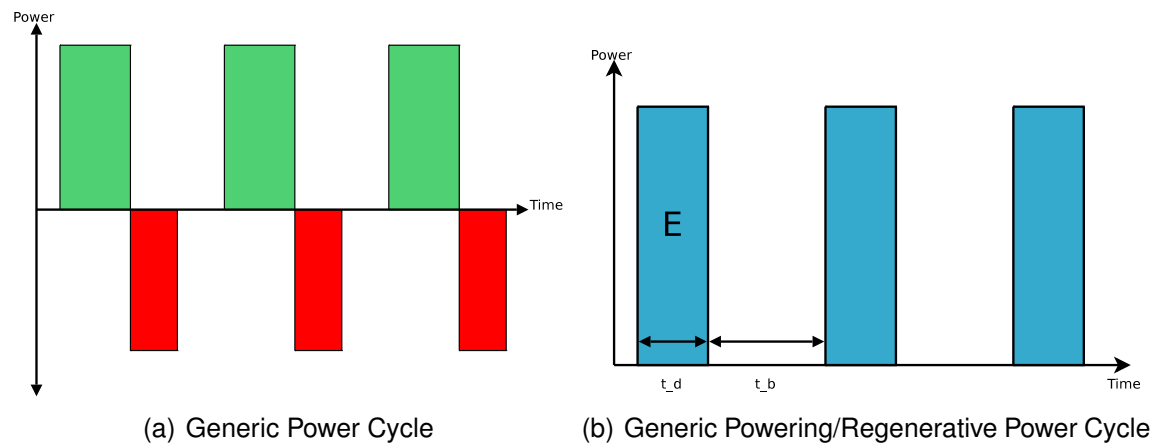 Power
Time
(a) Generic Power Cycle
Power
E
t_d
t_b
Time
(b) Generic Powering/Regenerative Power Cycle